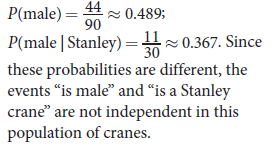 P(male) = 44/90 ≈ 0.489;
P(male | Stanley) = 11/30 ≈ 0.367. Since
these probabilities are different, the
events “is male” and “is a Stanley
crane” are not independent in this
population of cranes.